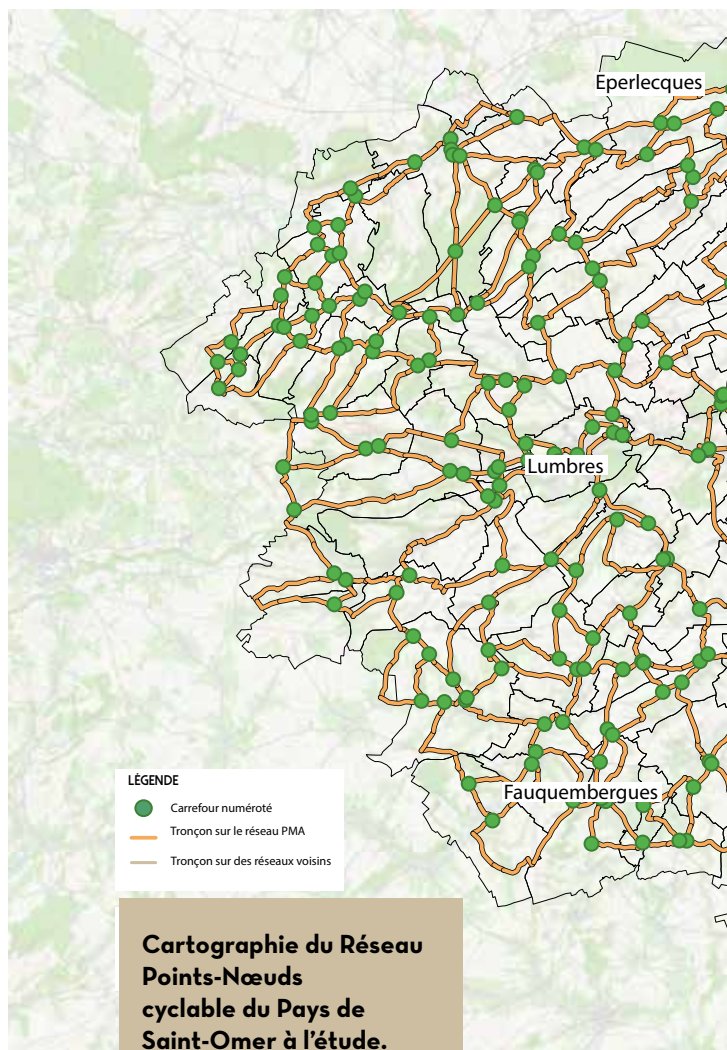 Eperlecques
Lumbres
Fauquembergues
LÉGENDE
Carrefour numéroté
Tronçon sur le réseau PMA
Tronçon sur des réseaux voisins
Cartographie du Réseau
Points-Nœuds
cyclable du Pays de
Saint-Omer à l’étude.